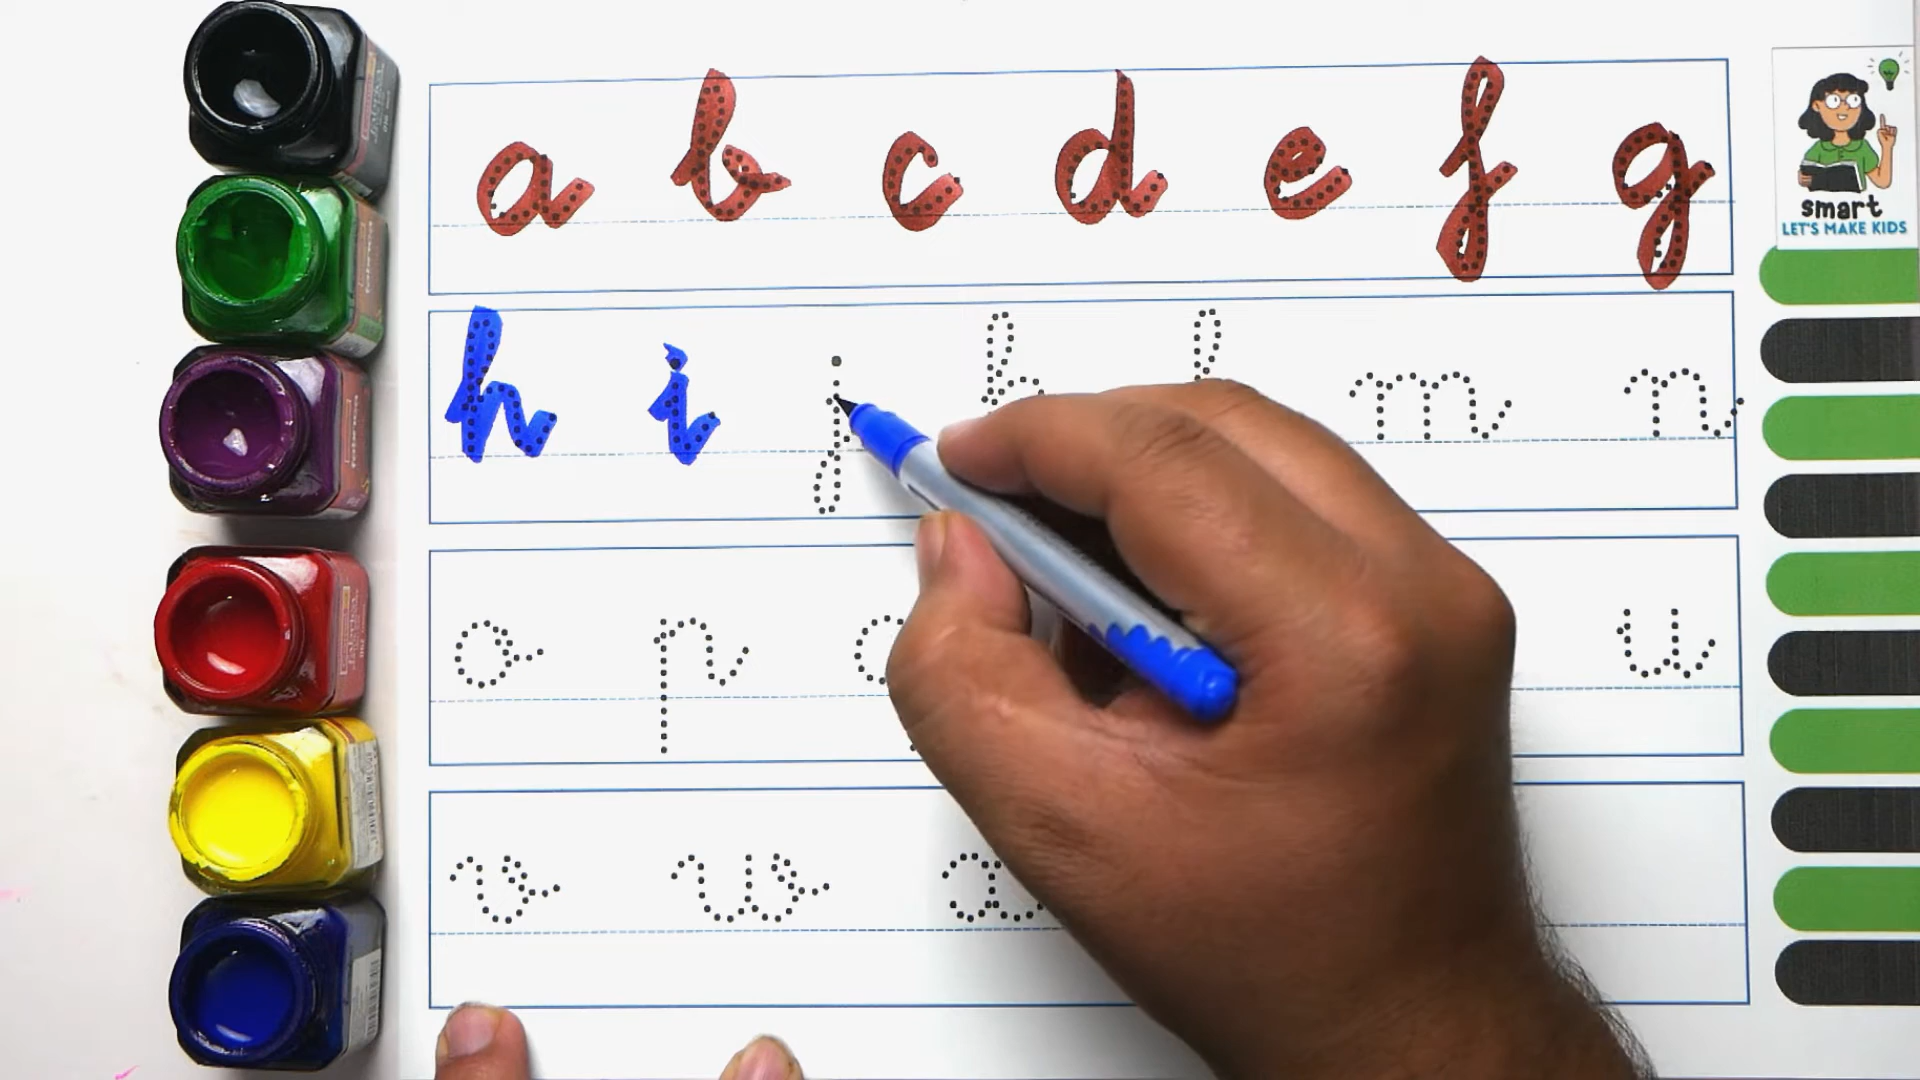 a b c d e f g
h i j k l m n
o p u
v w x
smart
LET'S MAKE KIDS